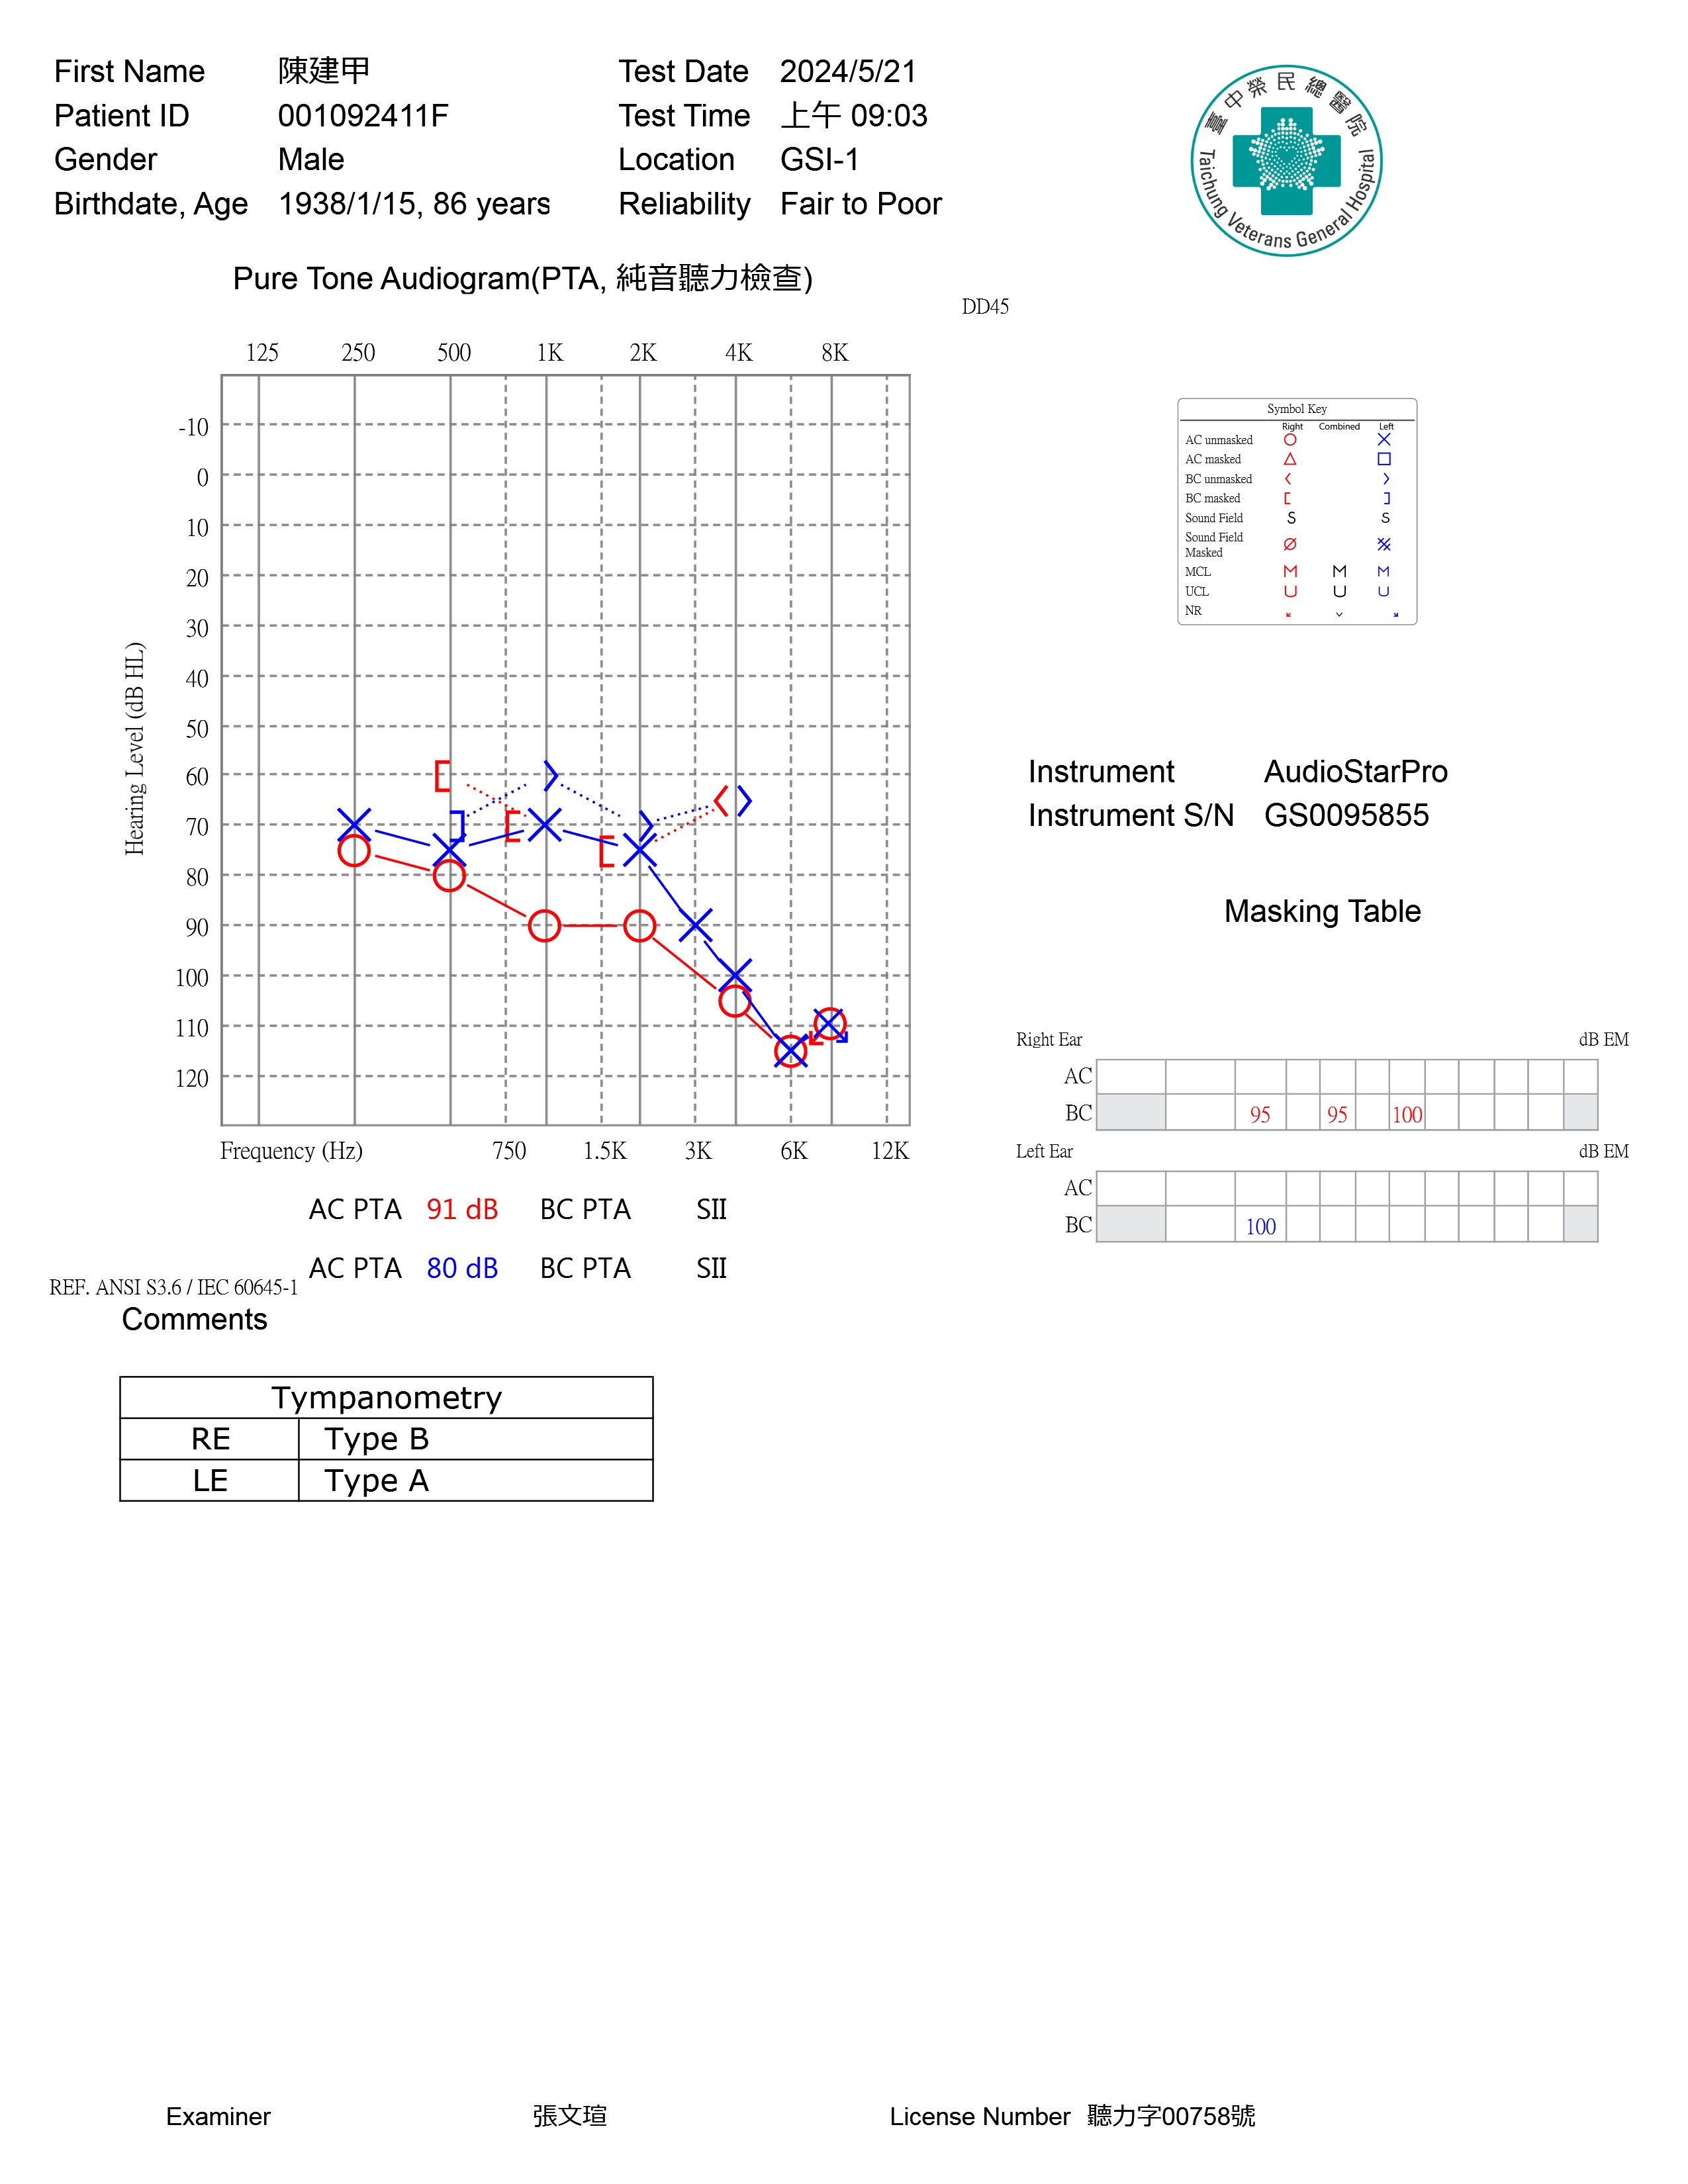 First Name 陳建甲 Test Date 2024/5/21
Patient ID 001092411F Test Time 上午 09:03
Gender Male Location GSI-1
Birthdate, Age 1938/1/15, 86 years Reliability Fair to Poor
臺中榮民總醫院
Taichung Veterans General Hospital
Pure Tone Audiogram(PTA, 純音聽力檢查)
DD45
125 250 500 1K 2K 4K 8K
-10
0
10
20
30
40
50
60
70
80
90
100
110
120
Hearing Level (dB HL)
Frequency (Hz) 750 1.5K 3K 6K 12K
Symbol Key
Right Combined Left
AC unmasked
AC masked
BC unmasked
BC masked
Sound Field S S
Sound Field
Masked
MCL M M M
UCL U U U
NR
Instrument AudioStarPro
Instrument S/N GS0095855
Masking Table
Right Ear dB EM
AC
BC 95 95 100
Left Ear dB EM
AC
BC 100
AC PTA 91 dB BC PTA SII
AC PTA 80 dB BC PTA SII
REF. ANSI S3.6 / IEC 60645-1
Comments
Tympanometry
RE Type B
LE Type A
Examiner 張文瑄 License Number 聽力字00758號